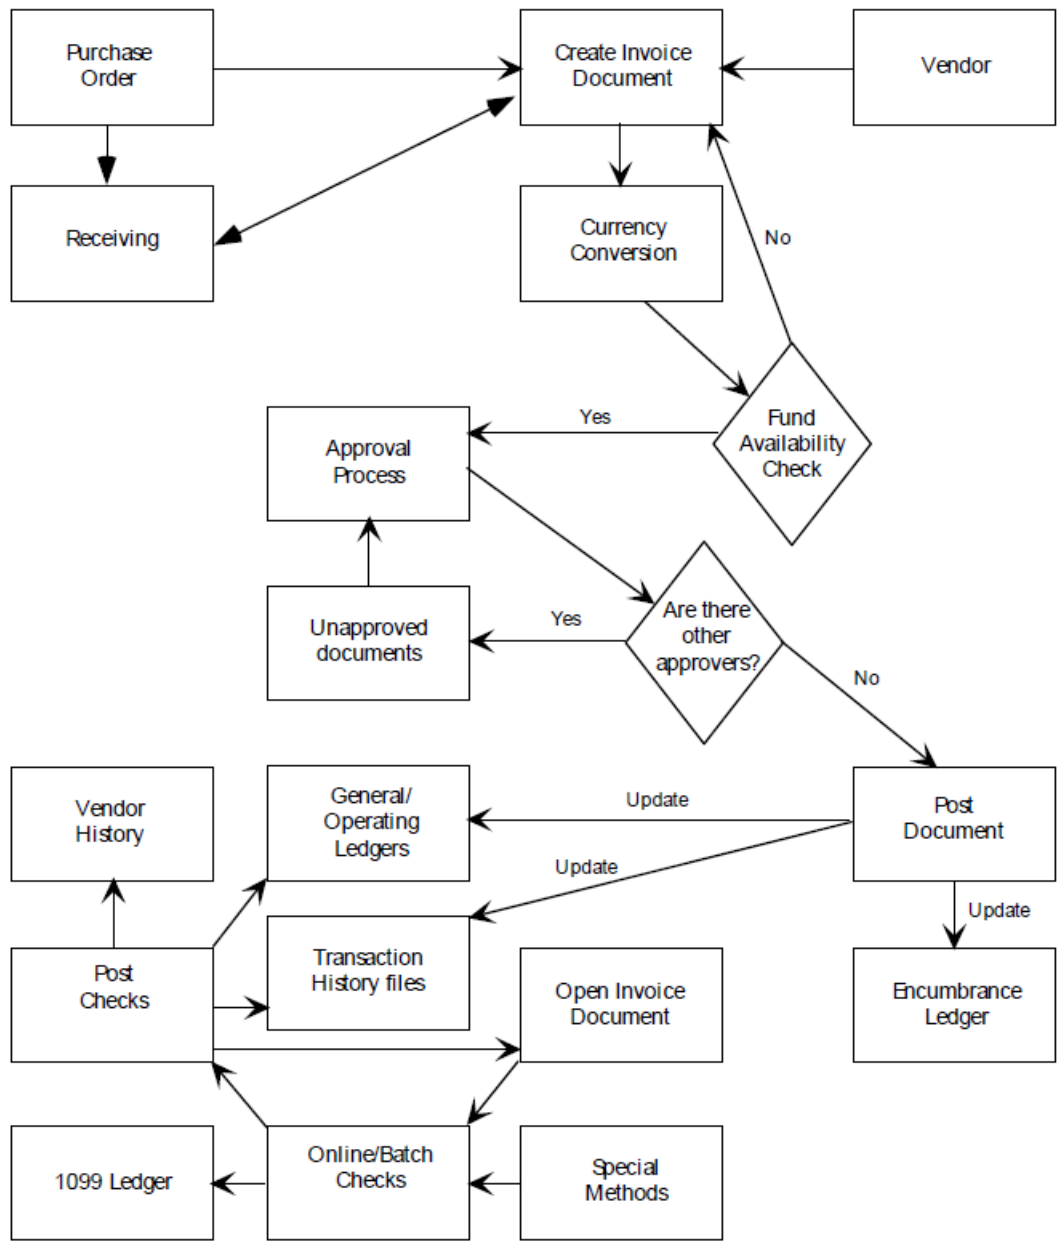 Purchase
Order
Create Invoice
Document
Vendor
Receiving
Currency
Conversion
No
Fund
Availability
Check
Yes
Approval
Process
Are there
other
approvers?
Yes
Unapproved
documents
No
Vendor
History
General/
Operating
Ledgers
Update
Post
Document
Update
Update
Post
Checks
Transaction
History files
Open Invoice
Document
Encumbrance
Ledger
1099 Ledger
Online/Batch
Checks
Special
Methods